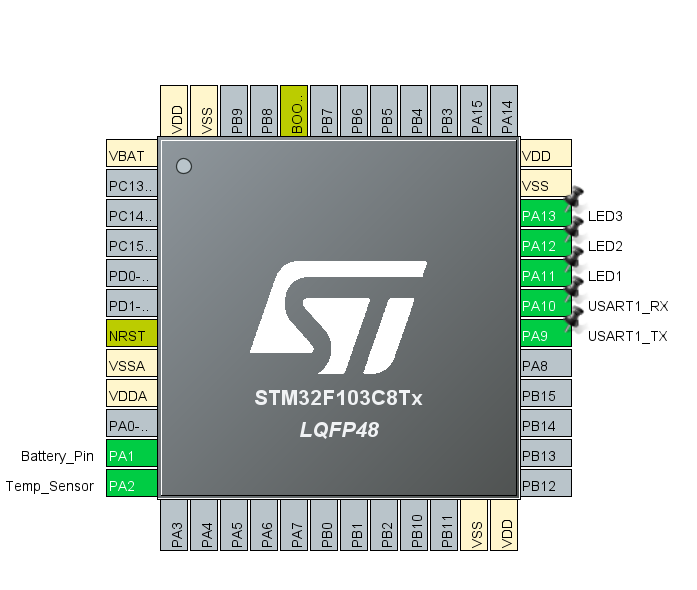 VDD
VSS
PB9
PB8
BOO..
PB7
PB6
PB5
PB4
PB3
PA15
PA14
VBAT
PC13..
PC14..
PC15..
PD0-..
PD1-..
NRST
VSSA
VDDA
PA0-..
Battery_Pin PA1
Temp_Sensor PA2
STM32F103C8Tx
LQFP48
VDD
VSS
PA13 LED3
PA12 LED2
PA11 LED1
PA10 USART1_RX
PA9 USART1_TX
PA8
PB15
PB14
PB13
PB12
PA3
PA4
PA5
PA6
PA7
PB0
PB1
PB2
PB10
PB11
VSS
VDD